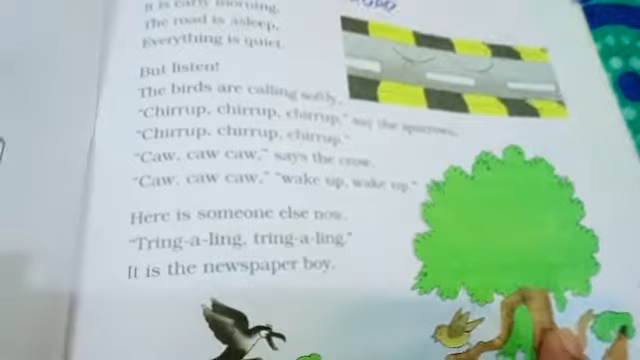 It is early morning.
The road is asleep.
Everything is quiet.
But listen!
The birds are calling softly.
"Chirrup, chirrup, chirrup," say the sparrows.
"Chirrup, chirrup, chirrup."
"Caw, caw caw," says the crow.
"Caw, caw caw," "wake up, wake up."
Here is someone else now.
"Tring-a-ling, tring-a-ling."
It is the newspaper boy.